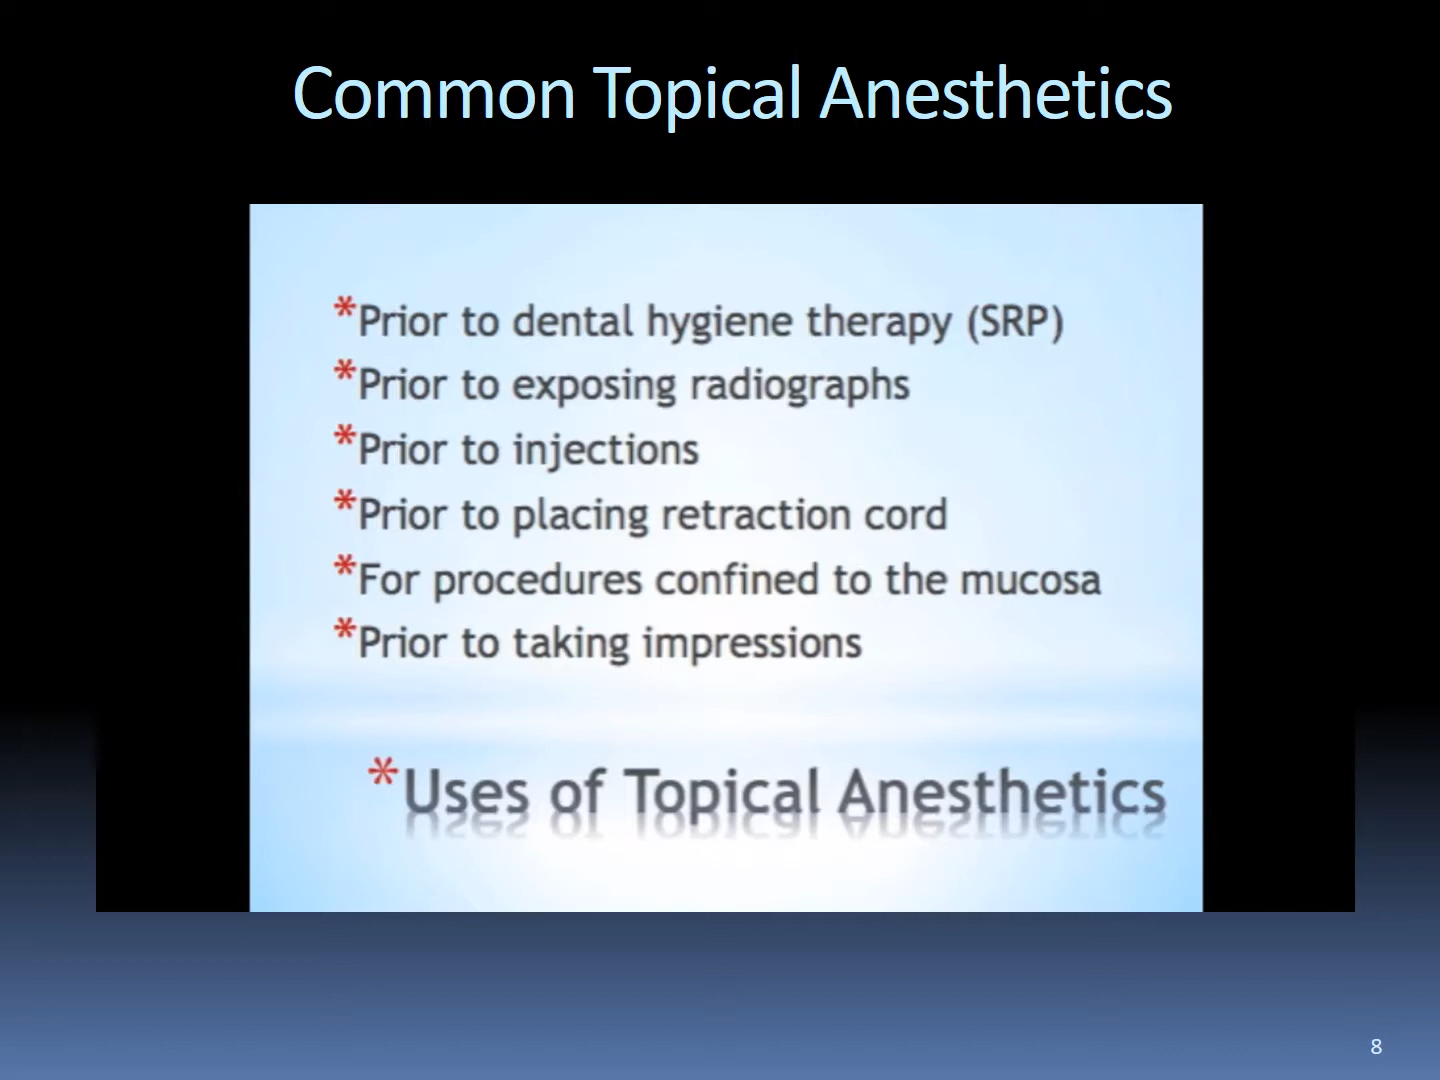 Common Topical Anesthetics
*Prior to dental hygiene therapy (SRP)
*Prior to exposing radiographs
*Prior to injections
*Prior to placing retraction cord
*For procedures confined to the mucosa
*Prior to taking impressions
*Uses of Topical Anesthetics
8